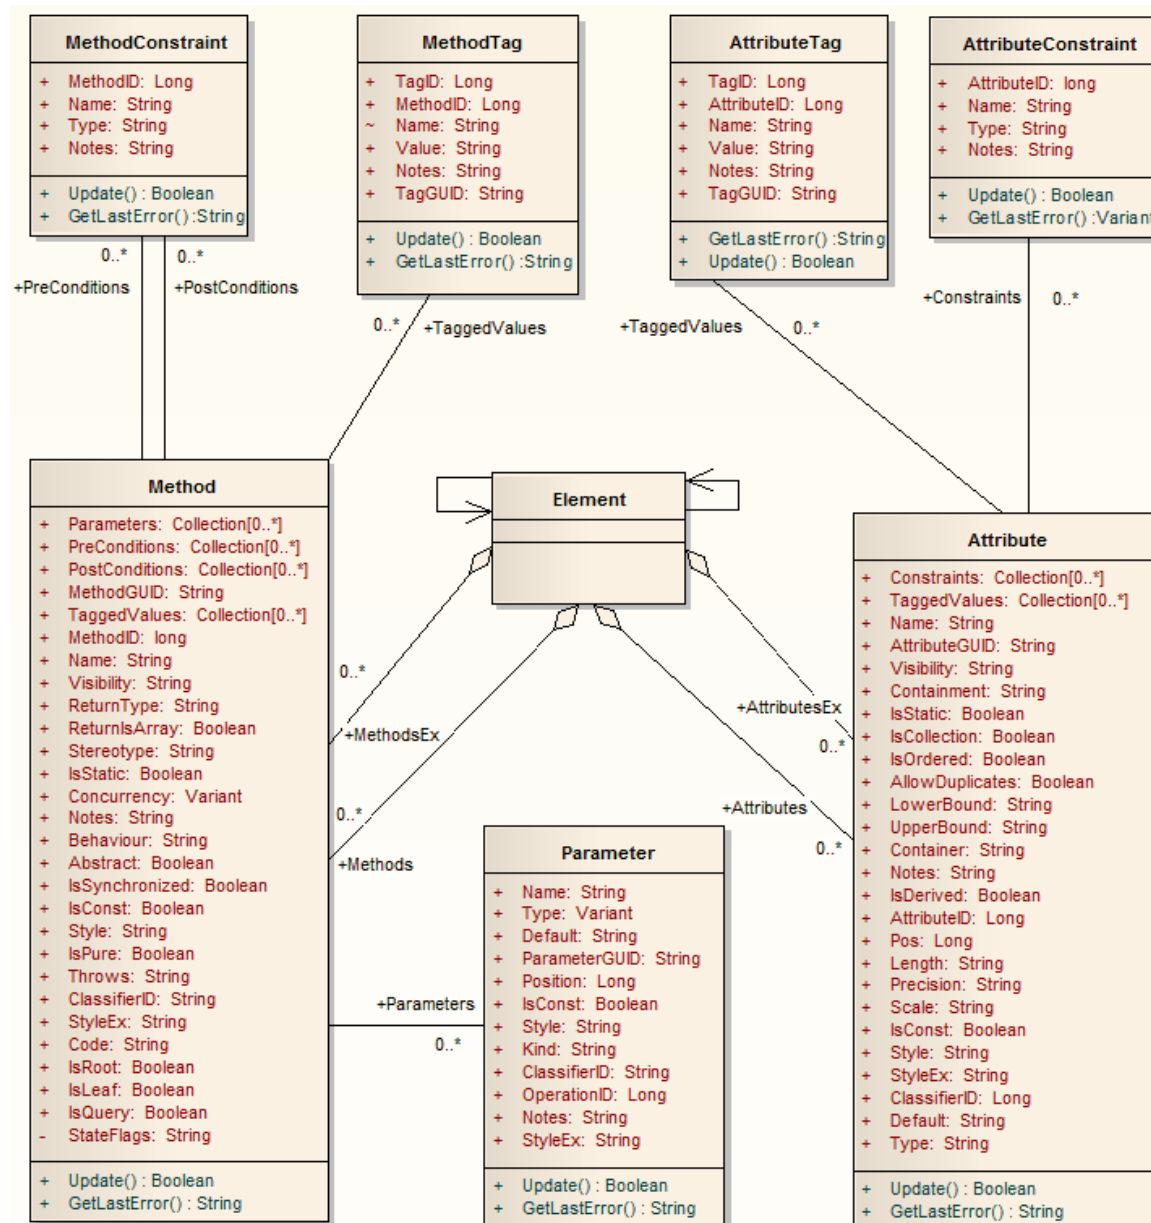 MethodConstraint
+ MethodID: Long
+ Name: String
+ Type: String
+ Notes: String
+ Update() : Boolean
+ GetLastError() :String
MethodTag
+ TagID: Long
+ MethodID: Long
~ Name: String
+ Value: String
+ Notes: String
+ TagGUID: String
+ Update() : Boolean
+ GetLastError() :String
AttributeTag
+ TagID: Long
+ AttributeID: Long
+ Name: String
+ Value: String
+ Notes: String
+ TagGUID: String
+ GetLastError() :String
+ Update() : Boolean
AttributeConstraint
+ AttributeID: long
+ Name: String
+ Type: String
+ Notes: String
+ Update() : Boolean
+ GetLastError() :Variant
0..*
0..*
+PreConditions
+PostConditions
0..*
+TaggedValues
+TaggedValues
0..*
+Constraints
0..*
Method
+ Parameters: Collection[0..*]
+ PreConditions: Collection[0..*]
+ PostConditions: Collection[0..*]
+ MethodGUID: String
+ TaggedValues: Collection[0..*]
+ MethodID: long
+ Name: String
+ Visibility: String
+ ReturnType: String
+ ReturnIsArray: Boolean
+ Stereotype: String
+ IsStatic: Boolean
+ Concurrency: Variant
+ Notes: String
+ Behaviour: String
+ Abstract: Boolean
+ IsSynchronized: Boolean
+ IsConst: Boolean
+ Style: String
+ IsPure: Boolean
+ Throws: String
+ ClassifierID: String
+ StyleEx: String
+ Code: String
+ IsRoot: Boolean
+ IsLeaf: Boolean
+ IsQuery: Boolean
- StateFlags: String
+ Update() : Boolean
+ GetLastError() : String
Element
0..*
+MethodsEx
0..*
+Methods
+AttributesEx
0..*
+Attributes
0..*
Parameter
+ Name: String
+ Type: Variant
+ Default: String
+ ParameterGUID: String
+ Position: Long
+ IsConst: Boolean
+ Style: String
+ Kind: String
+ ClassifierID: String
+ OperationID: Long
+ Notes: String
+ StyleEx: String
+ Update() : Boolean
+ GetLastError() : String
+Parameters
0..*
Attribute
+ Constraints: Collection[0..*]
+ TaggedValues: Collection[0..*]
+ Name: String
+ AttributeGUID: String
+ Visibility: String
+ Containment: String
+ IsStatic: Boolean
+ IsCollection: Boolean
+ IsOrdered: Boolean
+ AllowDuplicates: Boolean
+ LowerBound: String
+ UpperBound: String
+ Container: String
+ Notes: String
+ IsDerived: Boolean
+ AttributeID: Long
+ Pos: Long
+ Length: String
+ Precision: String
+ Scale: String
+ IsConst: Boolean
+ Style: String
+ StyleEx: String
+ ClassifierID: Long
+ Default: String
+ Type: String
+ Update() : Boolean
+ GetLastError() : String